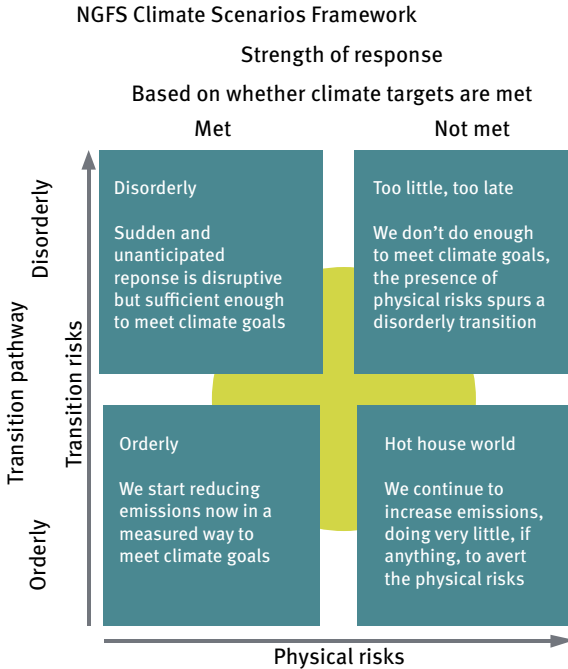 NGFS Climate Scenarios Framework
Strength of response
Based on whether climate targets are met
Met
Not met
Transition pathway
Disorderly
Orderly
Transition risks
Disorderly
Sudden and
unanticipated
reponse is disruptive
but sufficient enough
to meet climate goals
Too little, too late
We don't do enough
to meet climate goals,
the presence of
physical risks spurs a
disorderly transition
Orderly
We start reducing
emissions now in a
measured way to
meet climate goals
Hot house world
We continue to
increase emissions,
doing very little, if
anything, to avert
the physical risks
Physical risks